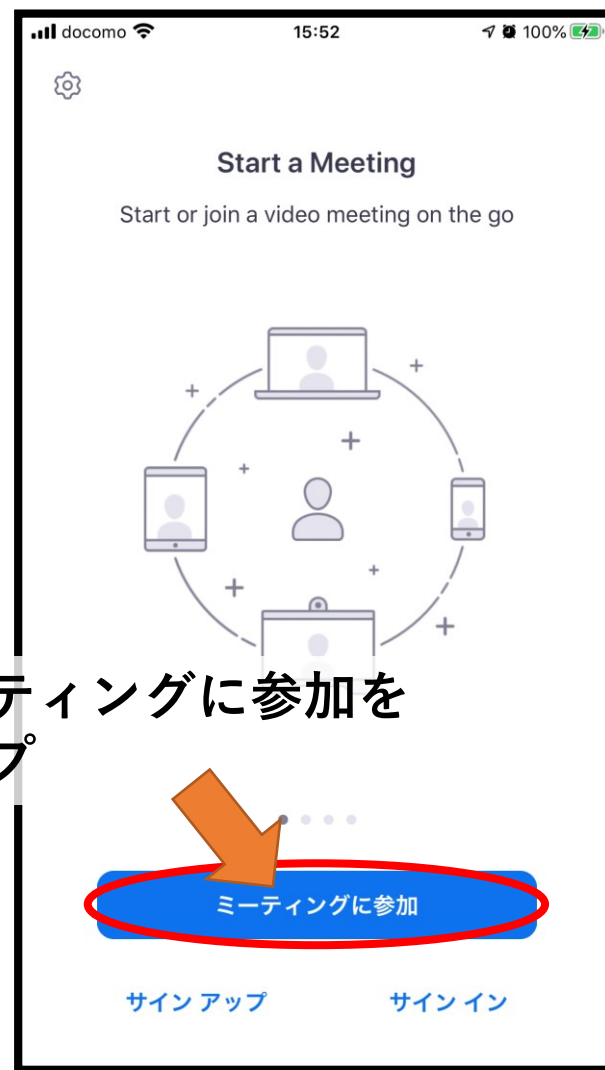 docomo 15:52 100%
Start a Meeting
Start or join a video meeting on the go
ティングに参加を
プ
ミーティングに参加
サイン アップ サイン イン